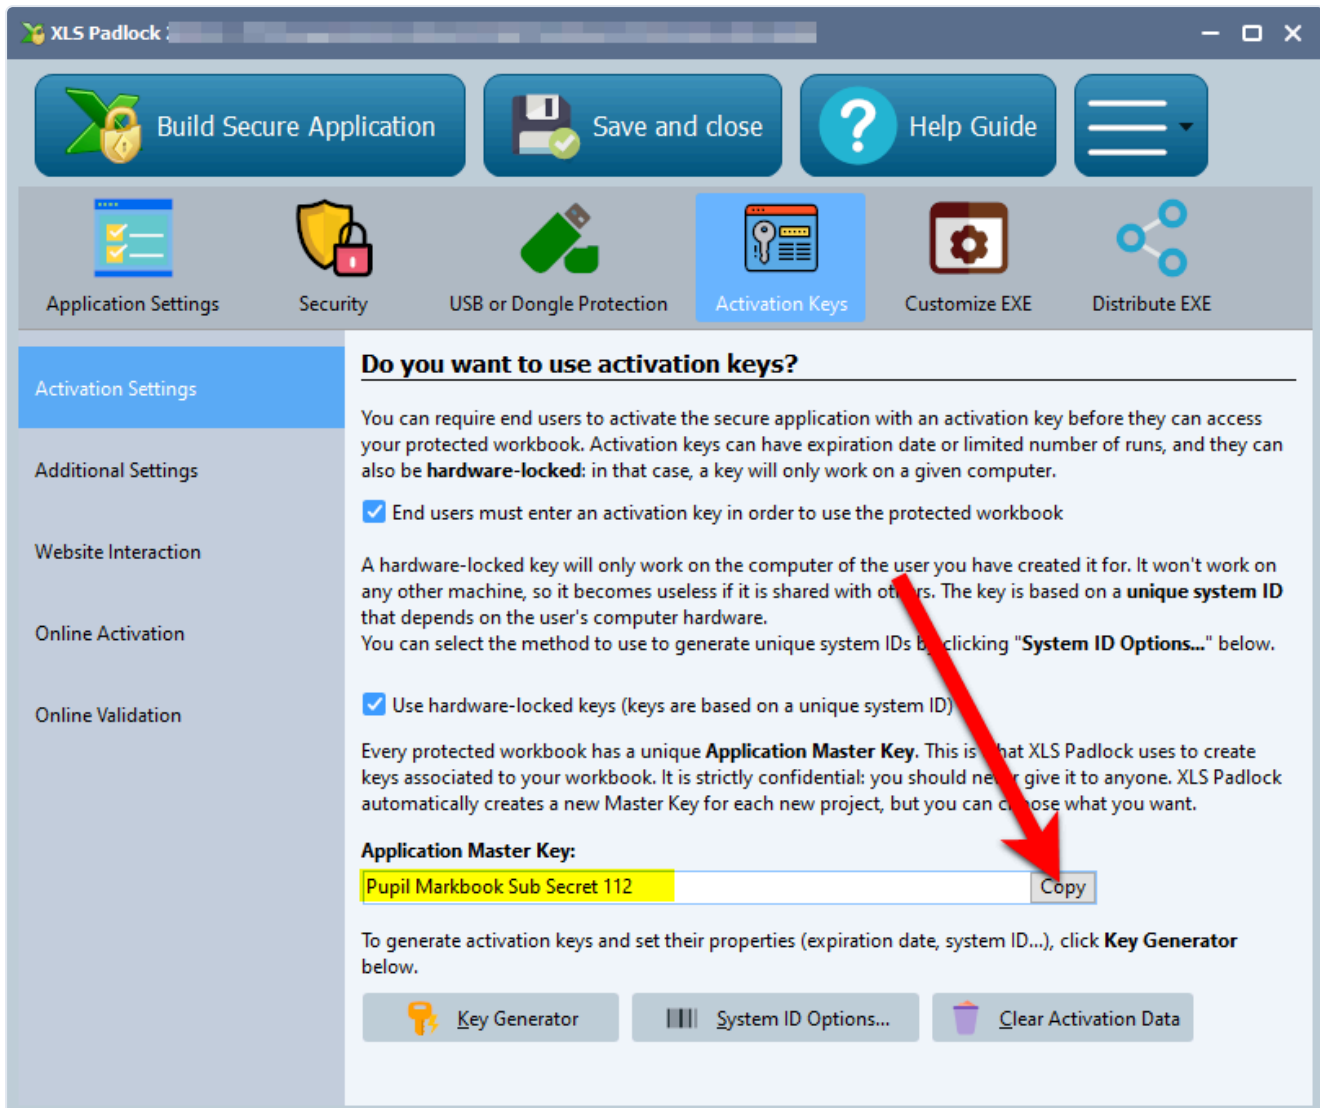 XLS Padlock
Build Secure Application
Save and close
Help Guide
Application Settings
Security
USB or Dongle Protection
Activation Keys
Customize EXE
Distribute EXE
Activation Settings
Additional Settings
Website Interaction
Online Activation
Online Validation
Do you want to use activation keys?
You can require end users to activate the secure application with an activation key before they can access
your protected workbook. Activation keys can have expiration date or limited number of runs, and they can
also be hardware-locked: in that case, a key will only work on a given computer.
End users must enter an activation key in order to use the protected workbook
A hardware-locked key will only work on the computer of the user you have created it for. It won't work on
any other machine, so it becomes useless if it is shared with others. The key is based on a unique system ID
that depends on the user's computer hardware.
You can select the method to use to generate unique system IDs by clicking "System ID Options..." below.
Use hardware-locked keys (keys are based on a unique system ID)
Every protected workbook has a unique Application Master Key. This is what XLS Padlock uses to create
keys associated to your workbook. It is strictly confidential: you should never give it to anyone. XLS Padlock
automatically creates a new Master Key for each new project, but you can choose what you want.
Application Master Key:
Pupil Markbook Sub Secret 112
Copy
To generate activation keys and set their properties (expiration date, system ID...), click Key Generator
below.
Key Generator
System ID Options...
Clear Activation Data